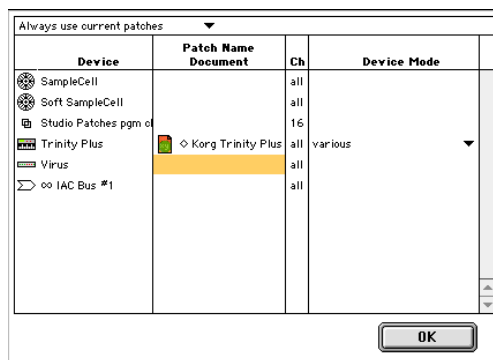 Always use current patches
Device Patch Name Document Ch Device Mode
SampleCell all
Soft SampleCell all
Studio Patches pgm cl 16
Trinity Plus ◇ Korg Trinity Plus all various
Virus all
∞ IAC Bus #1 all
OK